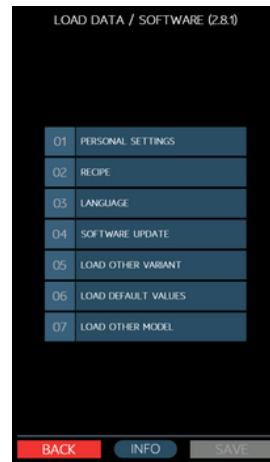 LOAD DATA / SOFTWARE (2.8.1)
01 PERSONAL SETTINGS
02 RECIPE
03 LANGUAGE
04 SOFTWARE UPDATE
05 LOAD OTHER VARIANT
06 LOAD DEFAULT VALUES
07 LOAD OTHER MODEL
BACK INFO SAVE